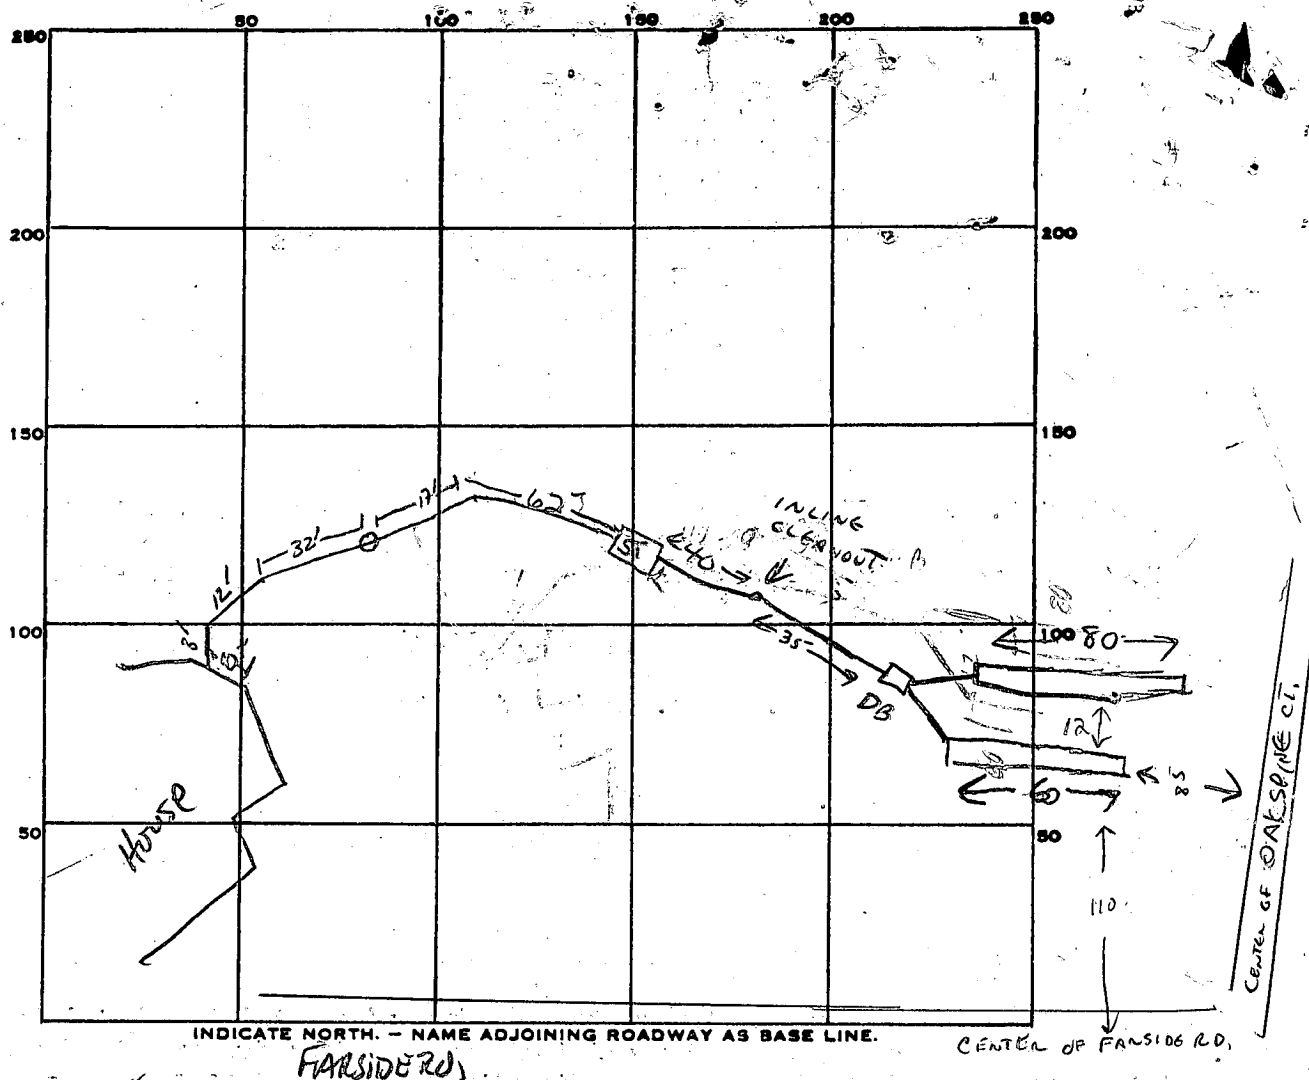 50 100 150 200 250
250
200 200
150 150
17'
62'
32'
INLINE
CLEANOUT
ST
40
12'
100 100 80
8'
35
DB
12
60
85'
HOUSE
50 50
110
CENTER OF OAKSPINE CT.
INDICATE NORTH. – NAME ADJOINING ROADWAY AS BASE LINE.
FARSIDE RD,
CENTER OF FARSIDE RD,